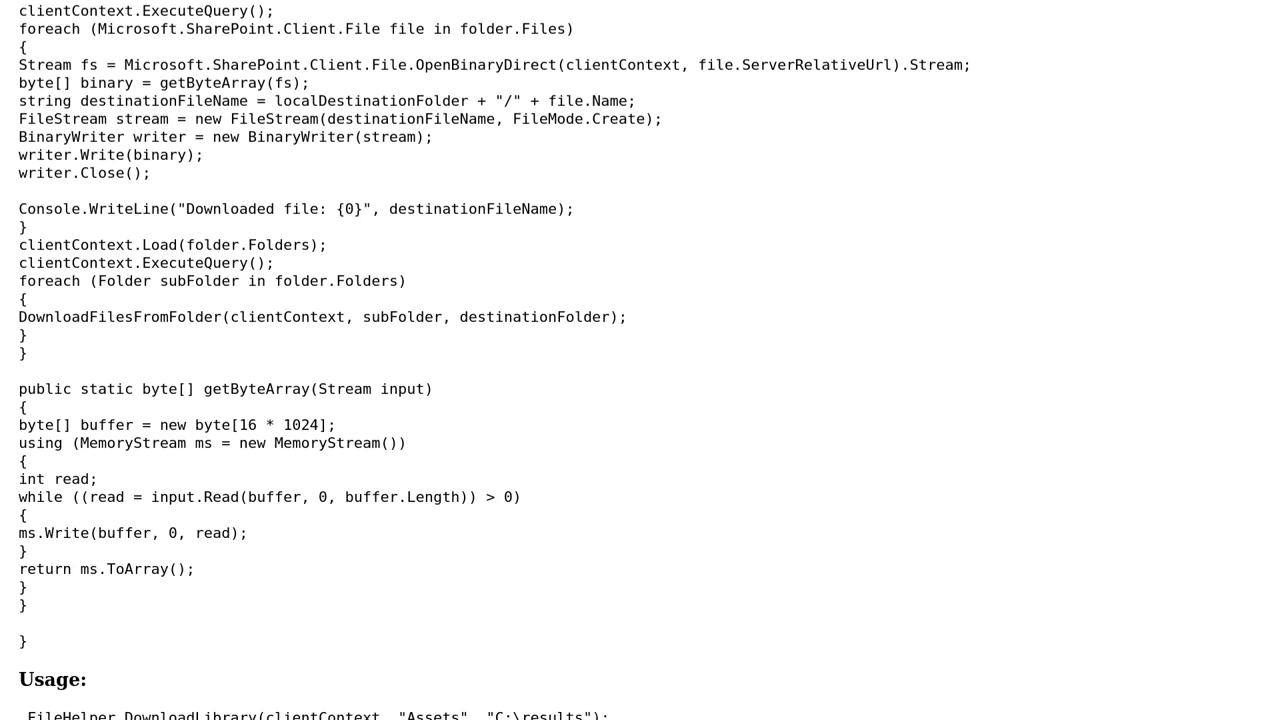 clientContext.ExecuteQuery();
foreach (Microsoft.SharePoint.Client.File file in folder.Files)
{
Stream fs = Microsoft.SharePoint.Client.File.OpenBinaryDirect(clientContext, file.ServerRelativeUrl).Stream;
byte[] binary = getByteArray(fs);
string destinationFileName = localDestinationFolder + "/" + file.Name;
FileStream stream = new FileStream(destinationFileName, FileMode.Create);
BinaryWriter writer = new BinaryWriter(stream);
writer.Write(binary);
writer.Close();

Console.WriteLine("Downloaded file: {0}", destinationFileName);
}
clientContext.Load(folder.Folders);
clientContext.ExecuteQuery();
foreach (Folder subFolder in folder.Folders)
{
DownloadFilesFromFolder(clientContext, subFolder, destinationFolder);
}
}

public static byte[] getByteArray(Stream input)
{
byte[] buffer = new byte[16 * 1024];
using (MemoryStream ms = new MemoryStream())
{
int read;
while ((read = input.Read(buffer, 0, buffer.Length)) > 0)
{
ms.Write(buffer, 0, read);
}
return ms.ToArray();
}
}

}
Usage:
FileHelper.DownloadLibrary(clientContext, "Assets", "C:\results");